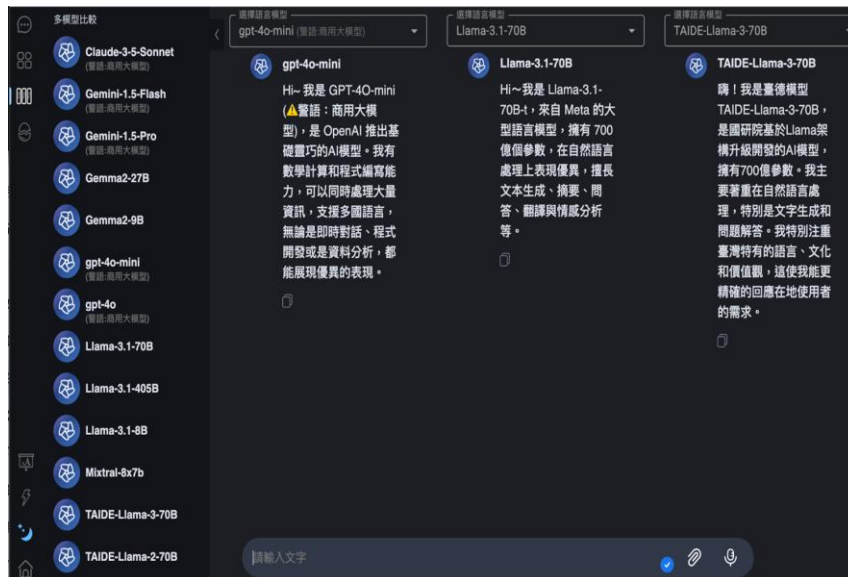 多模型比較
Claude-3-5-Sonnet
(警語:商用大模型)
Gemini-1.5-Flash
(警語:商用大模型)
Gemini-1.5-Pro
(警語:商用大模型)
Gemma2-27B
Gemma2-9B
gpt-4o-mini
(警語:商用大模型)
gpt-4o
(警語:商用大模型)
Llama-3.1-70B
Llama-3.1-405B
Llama-3.1-8B
Mixtral-8x7b
TAIDE-Llama-3-70B
TAIDE-Llama-2-70B
選擇語言模型
gpt-4o-mini (警語:商用大模型)
gpt-4o-mini
Hi~ 我是 GPT-4O-mini
(⚠警語：商用大模
型)，是 OpenAI 推出基
礎靈巧的AI模型。我有
數學計算和程式編寫能
力，可以同時處理大量
資訊，支援多國語言，
無論是即時對話、程式
開發或是資料分析，都
能展現優異的表現。
選擇語言模型
Llama-3.1-70B
Llama-3.1-70B
Hi～我是 Llama-3.1-
70B-t，來自 Meta 的大
型語言模型，擁有 700
億個參數，在自然語言
處理上表現優異，擅長
文本生成、摘要、問
答、翻譯與情感分析
等。
選擇語言模型
TAIDE-Llama-3-70B
TAIDE-Llama-3-70B
嗨！我是臺德模型
TAIDE-Llama-3-70B，
是國研院基於Llama架
構升級開發的AI模型，
擁有700億參數。我主
要著重在自然語言處
理，特別是文字生成和
問題解答。我特別注重
臺灣特有的語言、文化
和價值觀，這使我能更
精確的回應在地使用者
的需求。
請輸入文字